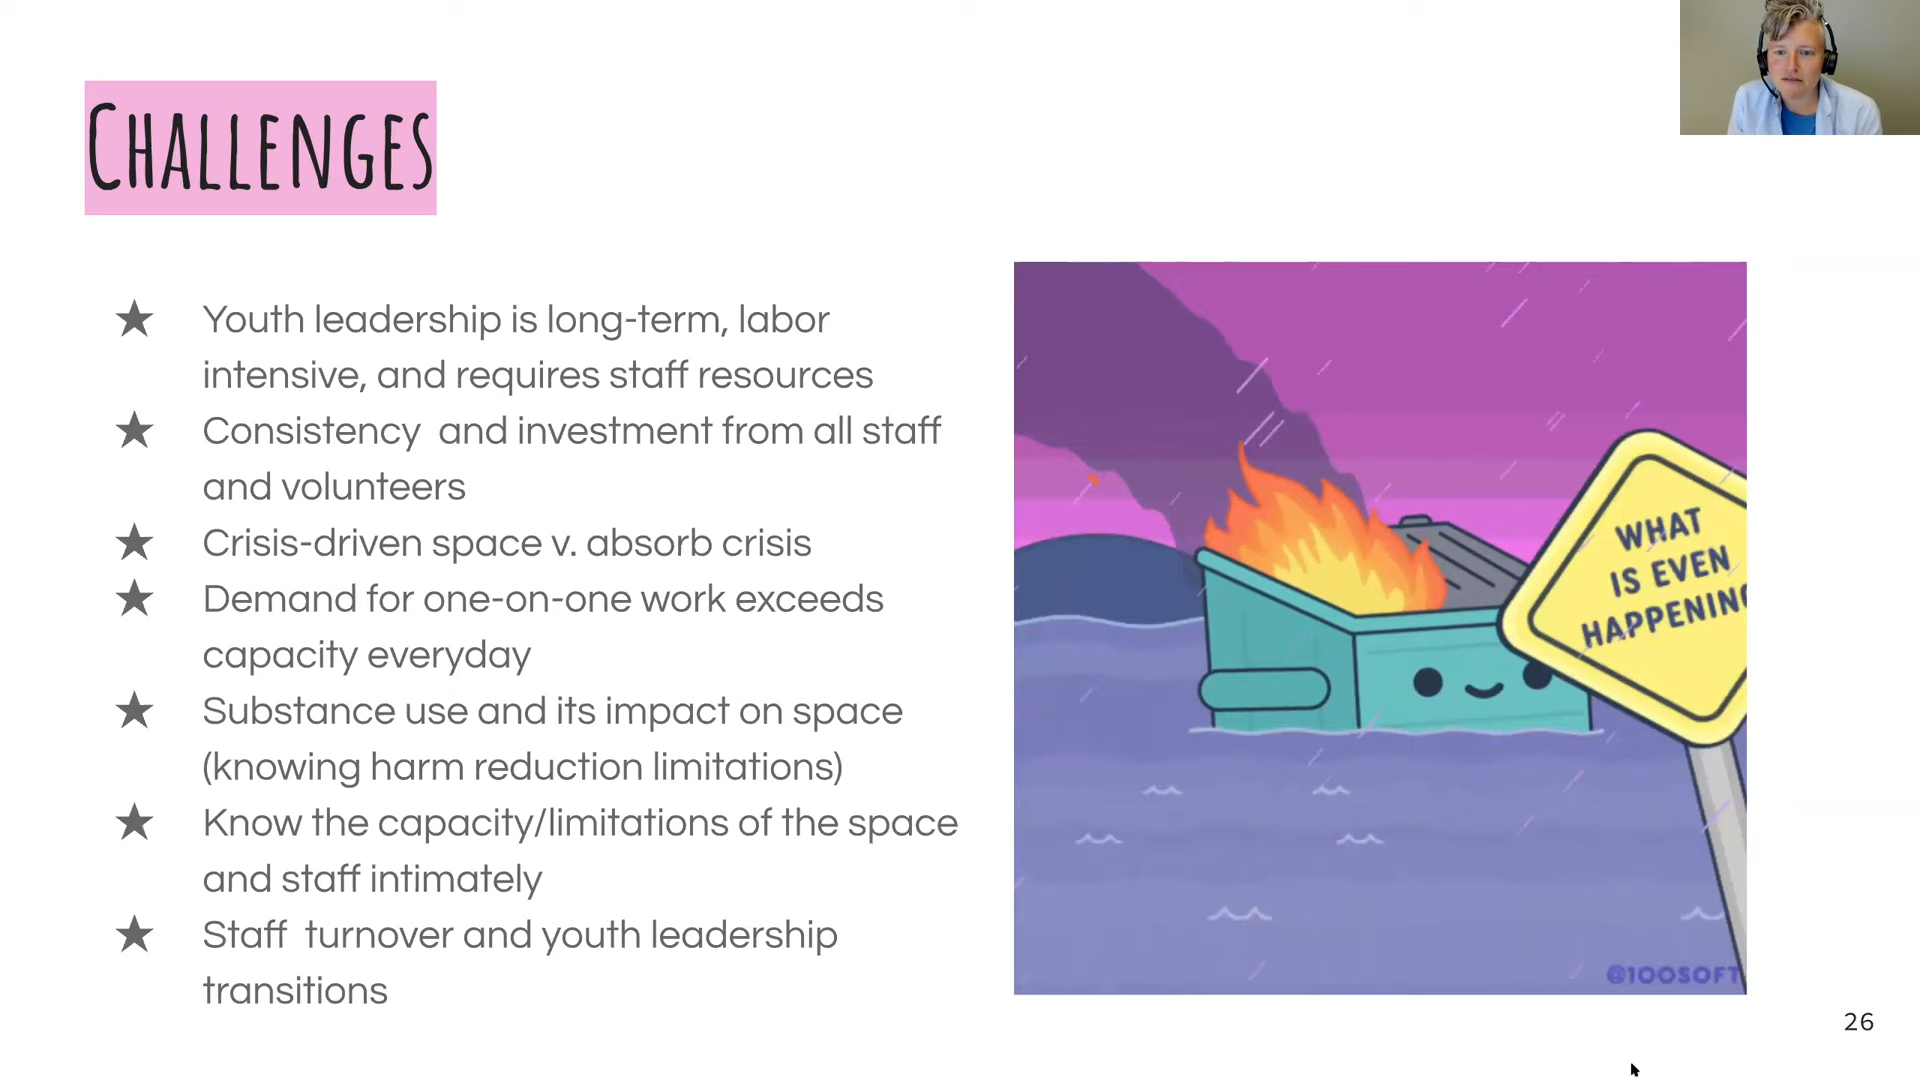 CHALLENGES
★ Youth leadership is long-term, labor
intensive, and requires staff resources
★ Consistency and investment from all staff
and volunteers
★ Crisis-driven space v. absorb crisis
★ Demand for one-on-one work exceeds
capacity everyday
★ Substance use and its impact on space
(knowing harm reduction limitations)
★ Know the capacity/limitations of the space
and staff intimately
★ Staff turnover and youth leadership
transitions
WHAT
IS EVEN
HAPPENING
@100SOFT
26